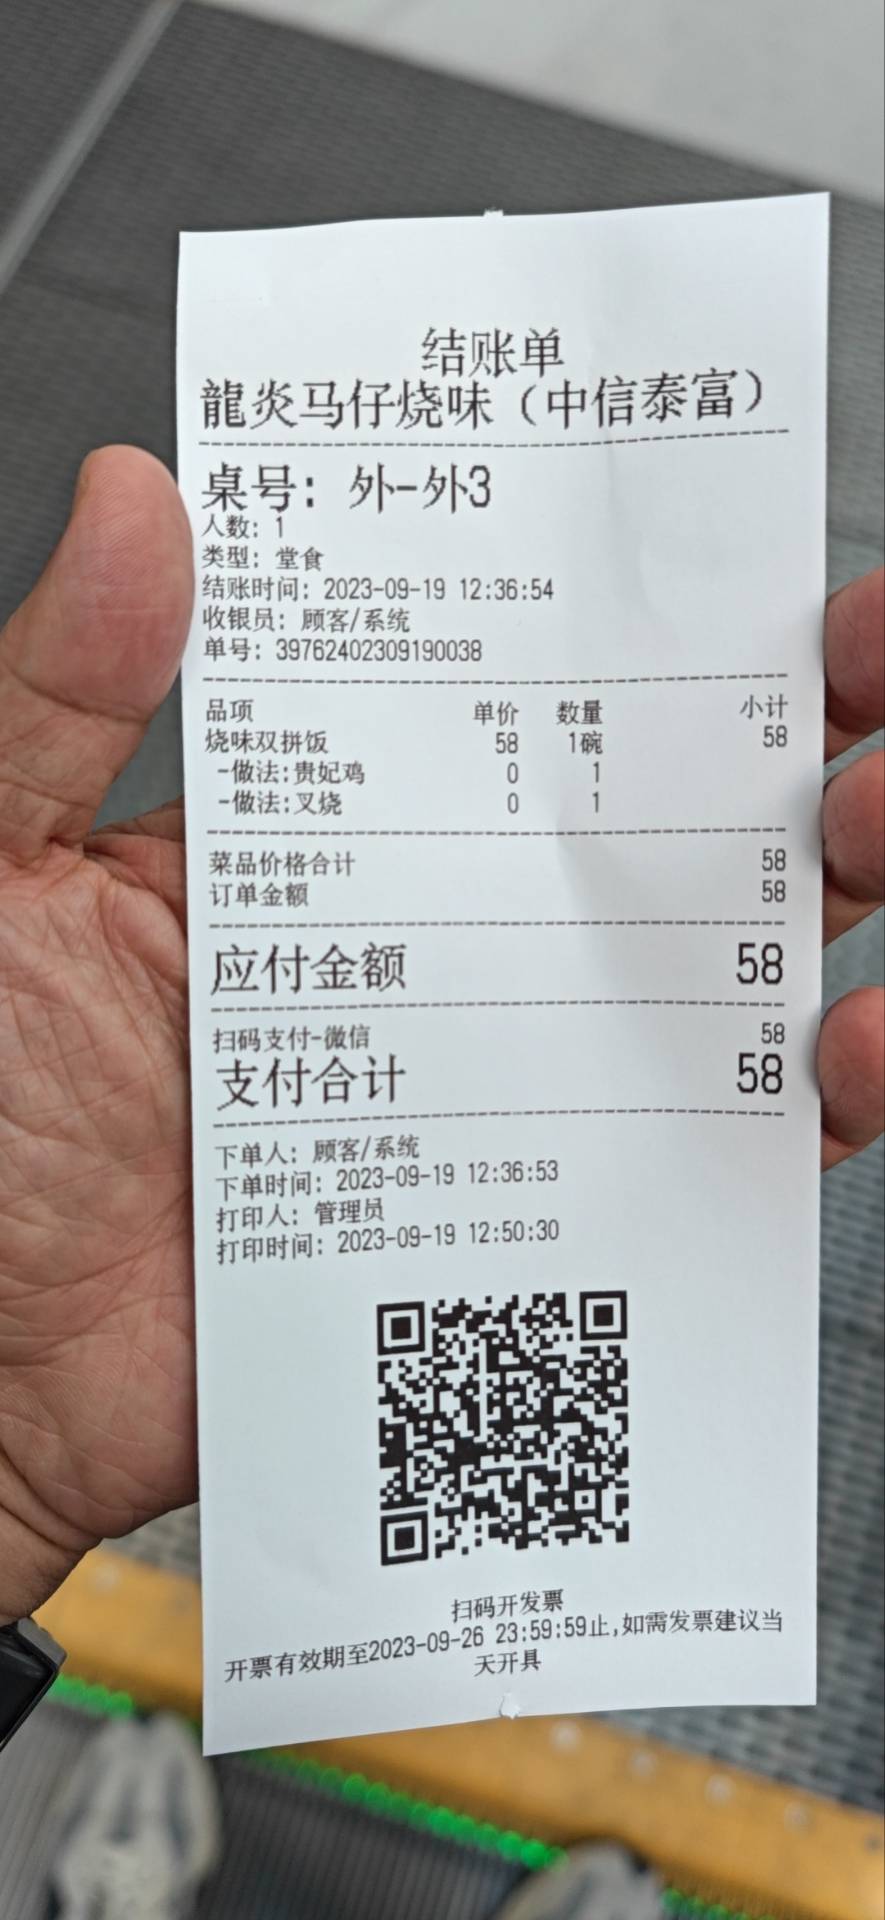 结账单
龍炎马仔烧味（中信泰富）
桌号: 外-外3
人数: 1
类型: 堂食
结账时间: 2023-09-19 12:36:54
收银员: 顾客/系统
单号: 39762402309190038
品项 单价 数量 小计
烧味双拼饭 58 1碗 58
-做法:贵妃鸡 0 1
-做法:叉烧 0 1
菜品价格合计 58
订单金额 58
应付金额 58
扫码支付-微信 58
支付合计 58
下单人: 顾客/系统
下单时间: 2023-09-19 12:36:53
打印人: 管理员
打印时间: 2023-09-19 12:50:30
扫码开发票
开票有效期至2023-09-26 23:59:59止,如需发票建议当
天开具